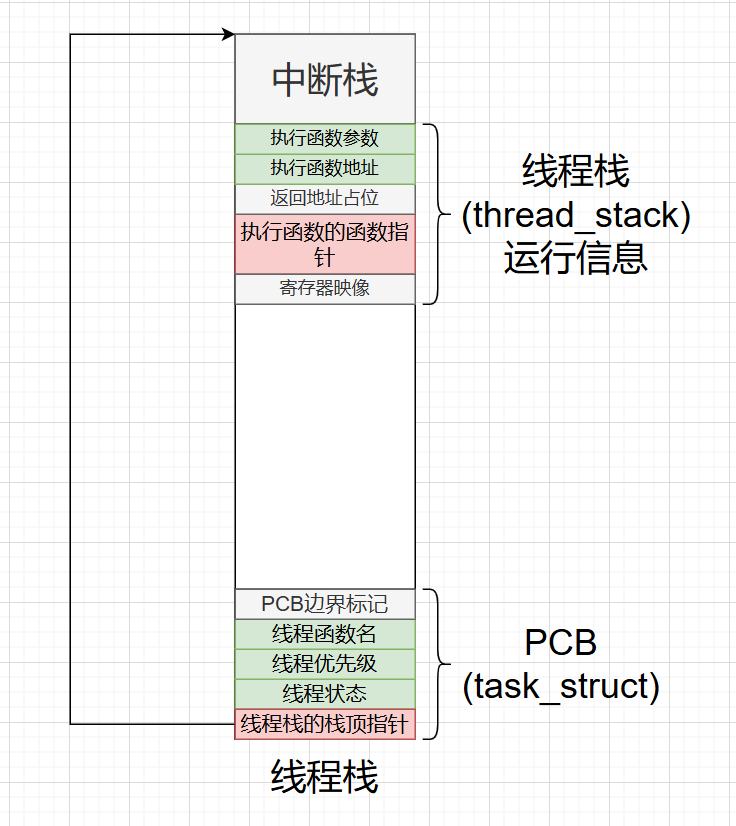 中断栈
执行函数参数
执行函数地址
返回地址占位
执行函数的函数指
针
寄存器映像
线程栈
(thread_stack)
运行信息
PCB边界标记
线程函数名
线程优先级
线程状态
线程栈的栈顶指针
PCB
(task_struct)
线程栈